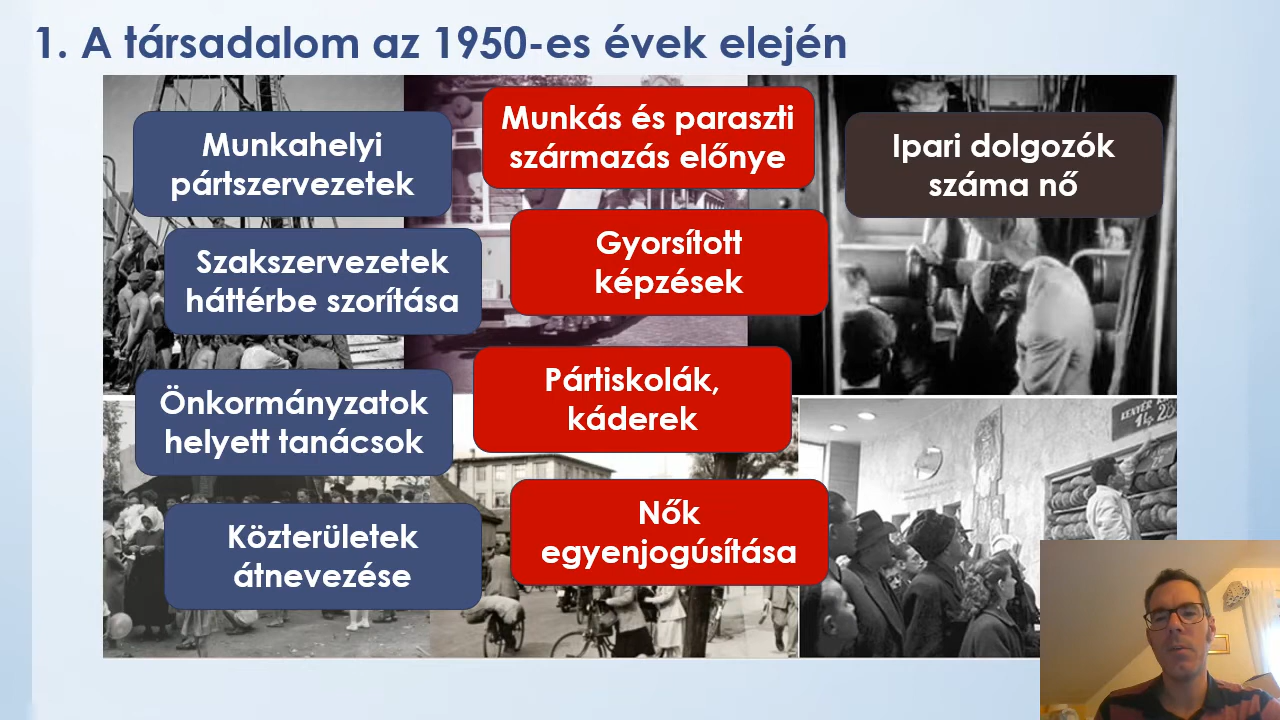 1. A társadalom az 1950-es évek elején
Munkahelyi
pártszervezetek
Szakszervezetek
háttérbe szorítása
Önkormányzatok
helyett tanácsok
Közterületek
átnevezése
Munkás és paraszti
származás előnye
Gyorsított
képzések
Pártiskolák,
káderek
Nők
egyenjogúsítása
Ipari dolgozók
száma nő
KENYÉR